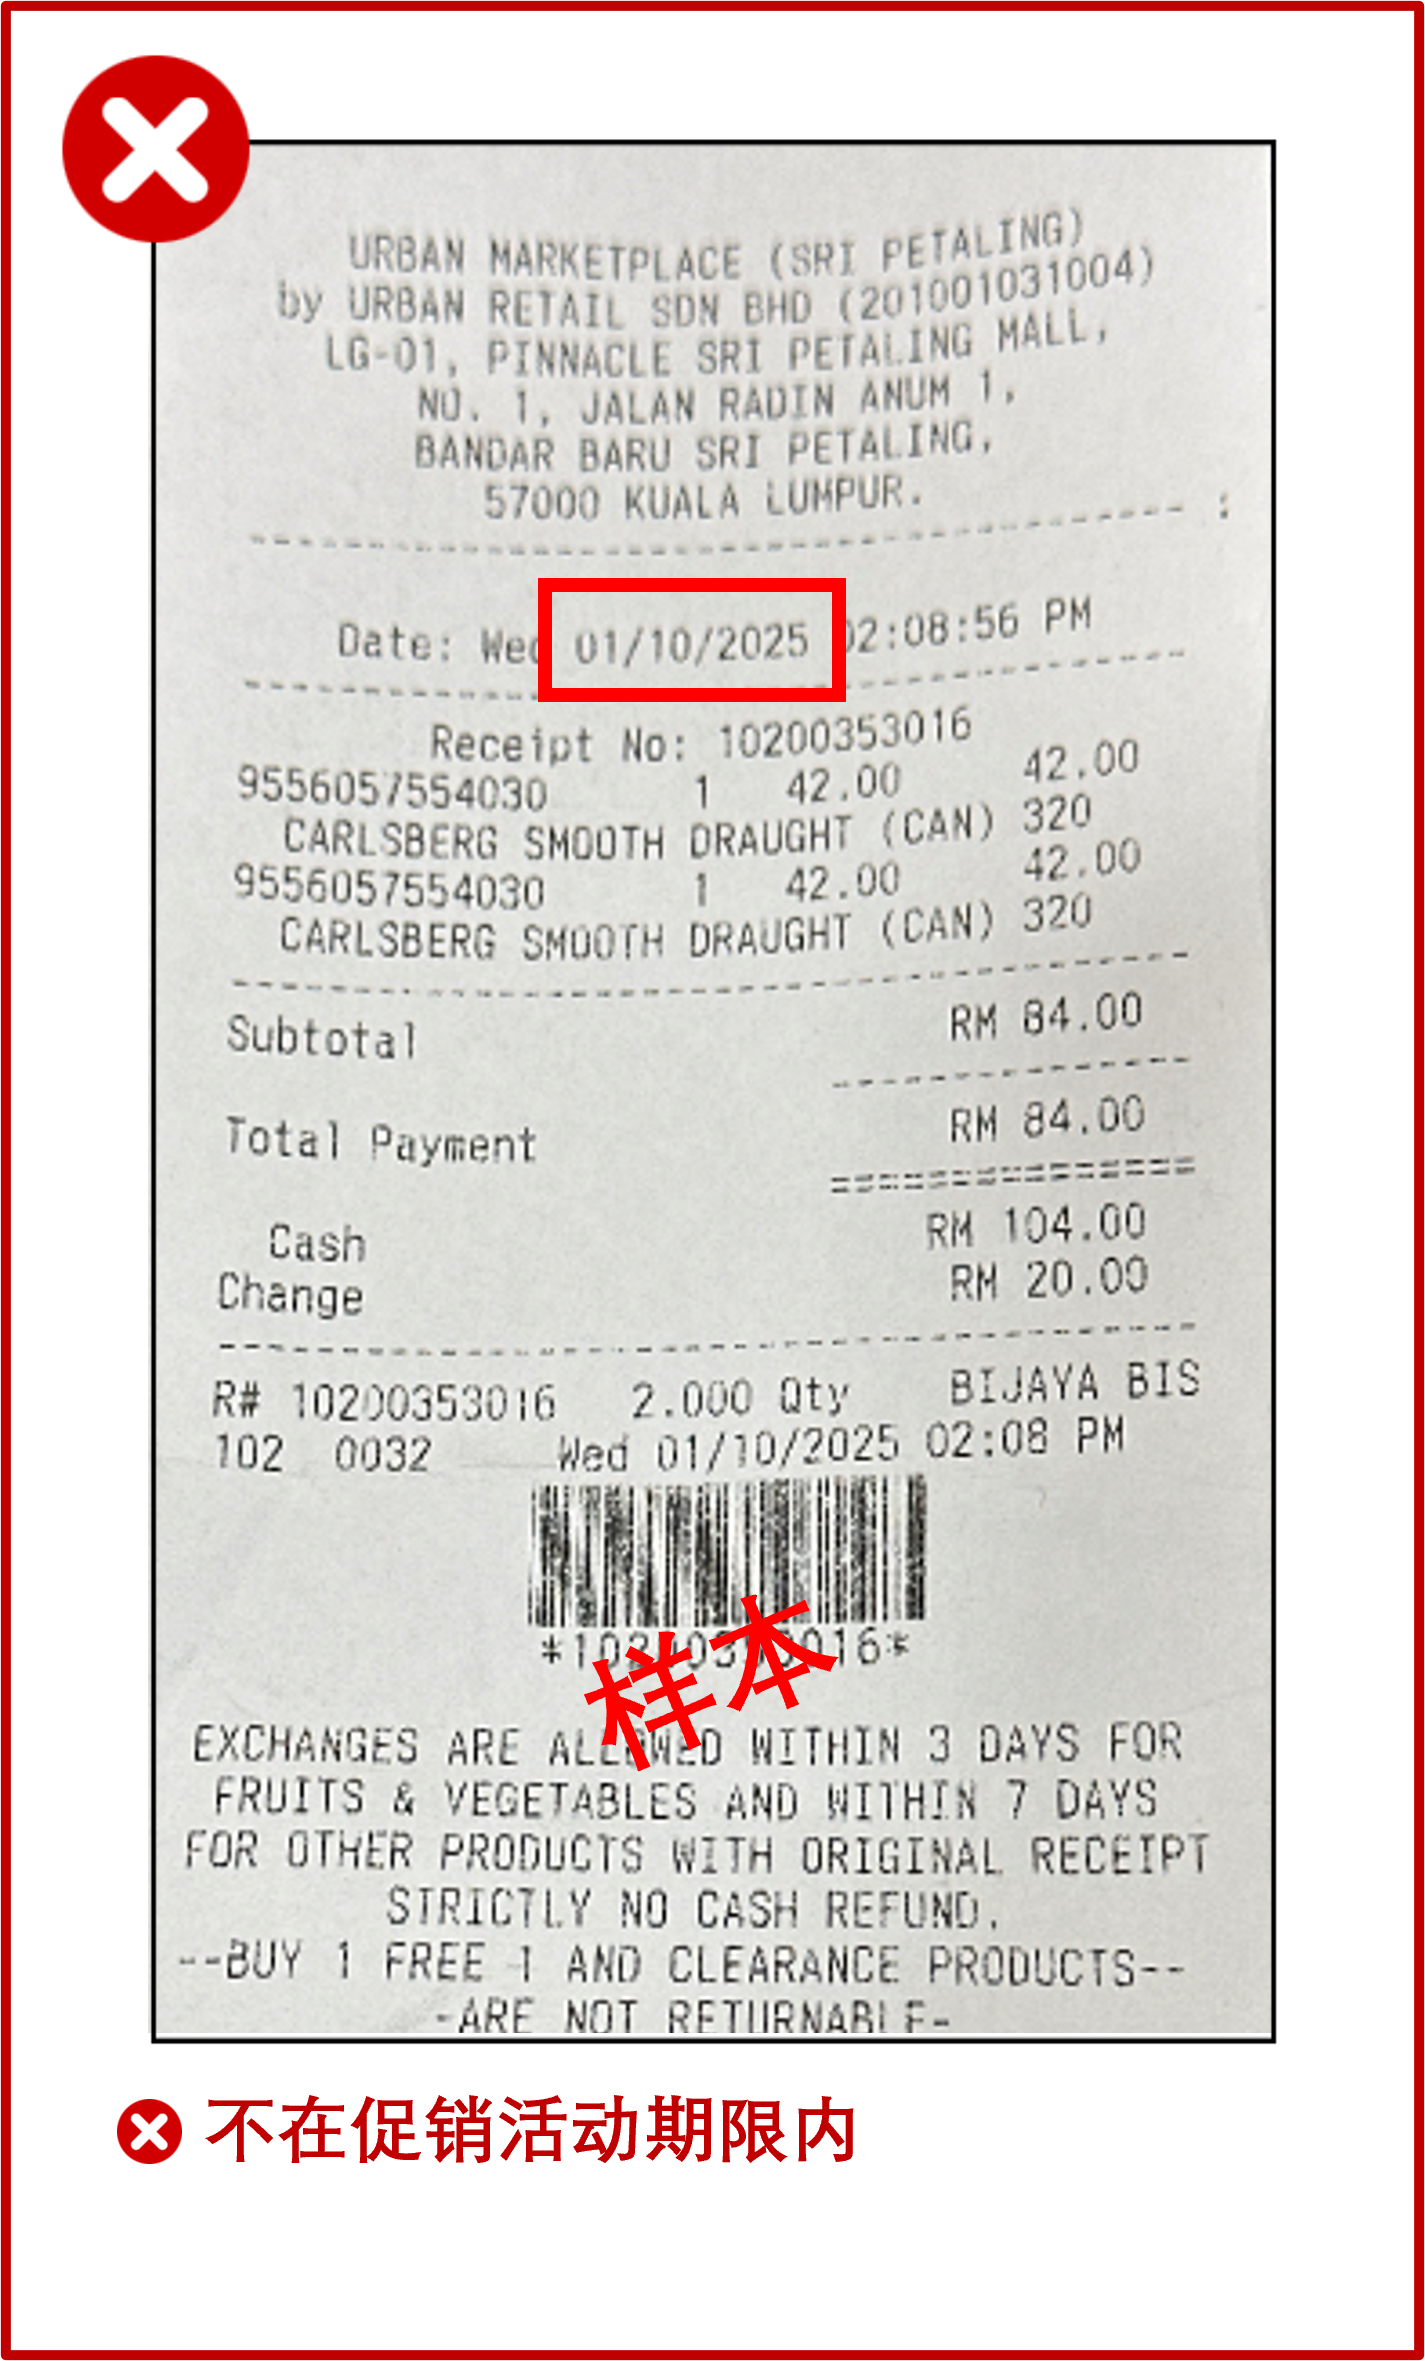 URBAN MARKETPLACE (SRI PETALING)
by URBAN RETAIL SDN BHD (201001031004)
LG-01, PINNACLE SRI PETALING MALL,
NO. 1, JALAN RADIN ANUM 1,
BANDAR BARU SRI PETALING,
57000 KUALA LUMPUR.
Date: Wed 01/10/2025 02:08:56 PM
Receipt No: 10200353016
9556057554030 1 42.00 42.00
CARLSBERG SMOOTH DRAUGHT (CAN) 320
9556057554030 1 42.00 42.00
CARLSBERG SMOOTH DRAUGHT (CAN) 320
Subtotal RM 84.00
Total Payment RM 84.00
Cash RM 104.00
Change RM 20.00
R# 10200353016 2.000 Qty BIJAYA BIS
102 0032 Wed 01/10/2025 02:08 PM
*10200353016*
样本
EXCHANGES ARE ALLOWED WITHIN 3 DAYS FOR
FRUITS & VEGETABLES AND WITHIN 7 DAYS
FOR OTHER PRODUCTS WITH ORIGINAL RECEIPT
STRICTLY NO CASH REFUND.
--BUY 1 FREE 1 AND CLEARANCE PRODUCTS--
-ARE NOT RETURNABLE-
不在促销活动期限内